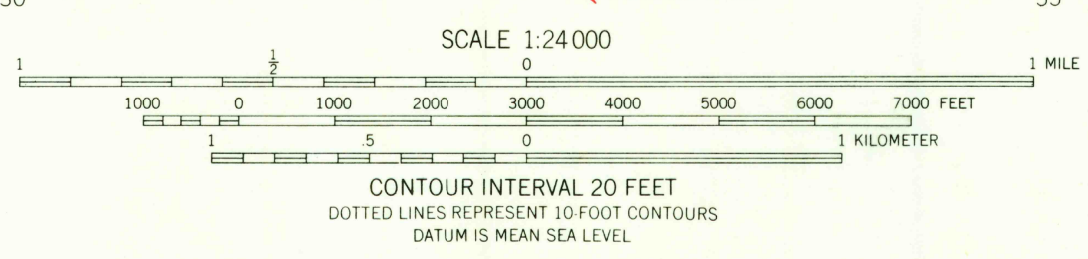 SCALE 1:24 000
1 1/2 0 1 MILE
1000 0 1000 2000 3000 4000 5000 6000 7000 FEET
1 .5 0 1 KILOMETER
CONTOUR INTERVAL 20 FEET
DOTTED LINES REPRESENT 10-FOOT CONTOURS
DATUM IS MEAN SEA LEVEL